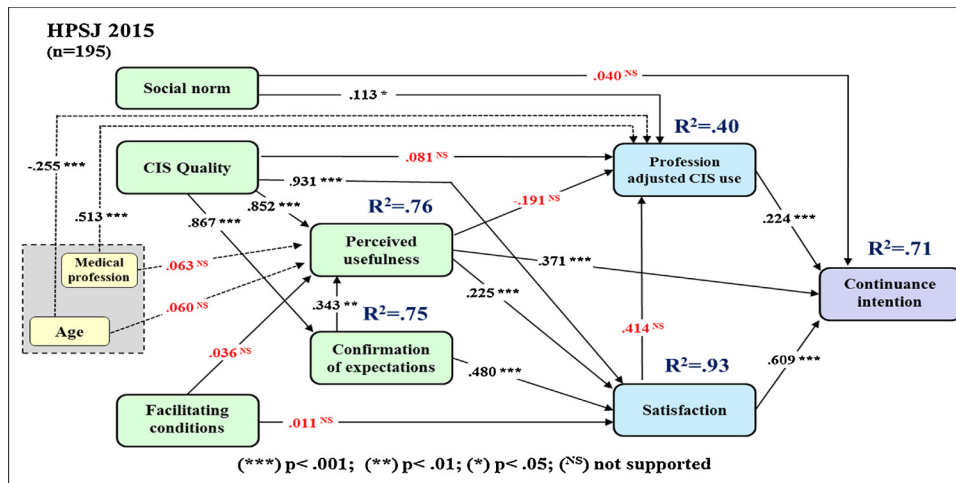 HPSJ 2015
(n=195)
Social norm
.040 NS
.113 *
R²=.40
-.255 ***
CIS Quality
.081 NS
Profession
adjusted CIS use
.931 ***
.852 ***
.513 ***
.867 ***
R²=.76
-.191 NS
.224 ***
R²=.71
Medical
profession
.063 NS
Perceived
usefulness
.371 ***
Continuance
intention
.060 NS
.343 **
R²=.75
.225 ***
.414 NS
Age
.036 NS
Confirmation
of expectations
.480 ***
R²=.93
.609 ***
Facilitating
conditions
.011 NS
Satisfaction
(***) p< .001; (**) p< .01; (*) p< .05; (NS) not supported